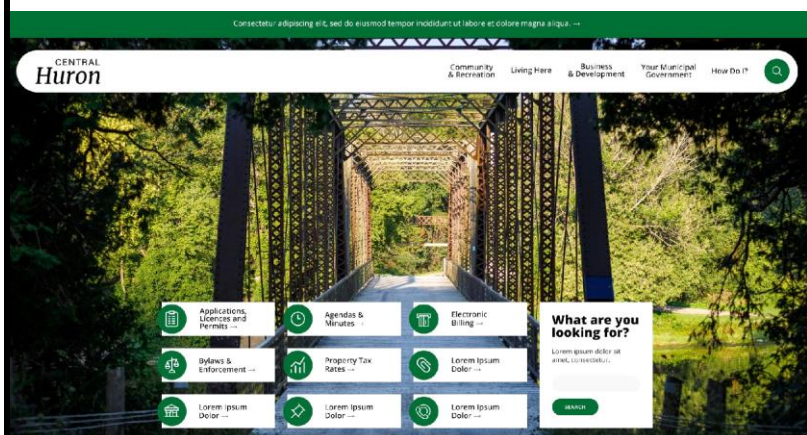 Consectetur adipiscing elit, sed do eiusmod tempor incididunt ut labore et dolore magna aliqua. →
CENTRAL
Huron
Community
& Recreation
Living Here
Business
& Development
Your Municipal
Government
How Do I?
Applications,
Licences and
Permits →
Agendas &
Minutes →
Electronic
Billing →
Bylaws &
Enforcement →
Property Tax
Rates →
Lorem Ipsum
Dolor →
Lorem Ipsum
Dolor →
Lorem Ipsum
Dolor →
Lorem Ipsum
Dolor →
What are you
looking for?
Lorem ipsum dolor sit
amet, consectetur.
SEARCH